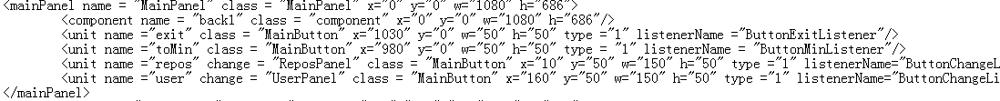 <mainPanel name = "MainPanel" class = "MainPanel" x="0" y="0" w="1080" h="686">
<component name = "back1" class = "component" x="0" y="0" w="1080" h="686"/>
<unit name ="exit" class = "MainButton" x="1030" y="0" w="50" h="50" type ="1" listenerName ="ButtonExitListener"/>
<unit name ="toMin" class = "MainButton" x="980" y="0" w="50" h="50" type = "1" listenerName = "ButtonMinListener"/>
<unit name ="repos" change = "ReposPanel" class = "MainButton" x="10" y="50" w="150" h="50" type ="1" listenerName="ButtonChangeL
<unit name ="user" change = "UserPanel" class = "MainButton" x="160" y="50" w="150" h="50" type ="1" listenerName="ButtonChangeLi
</mainPanel>